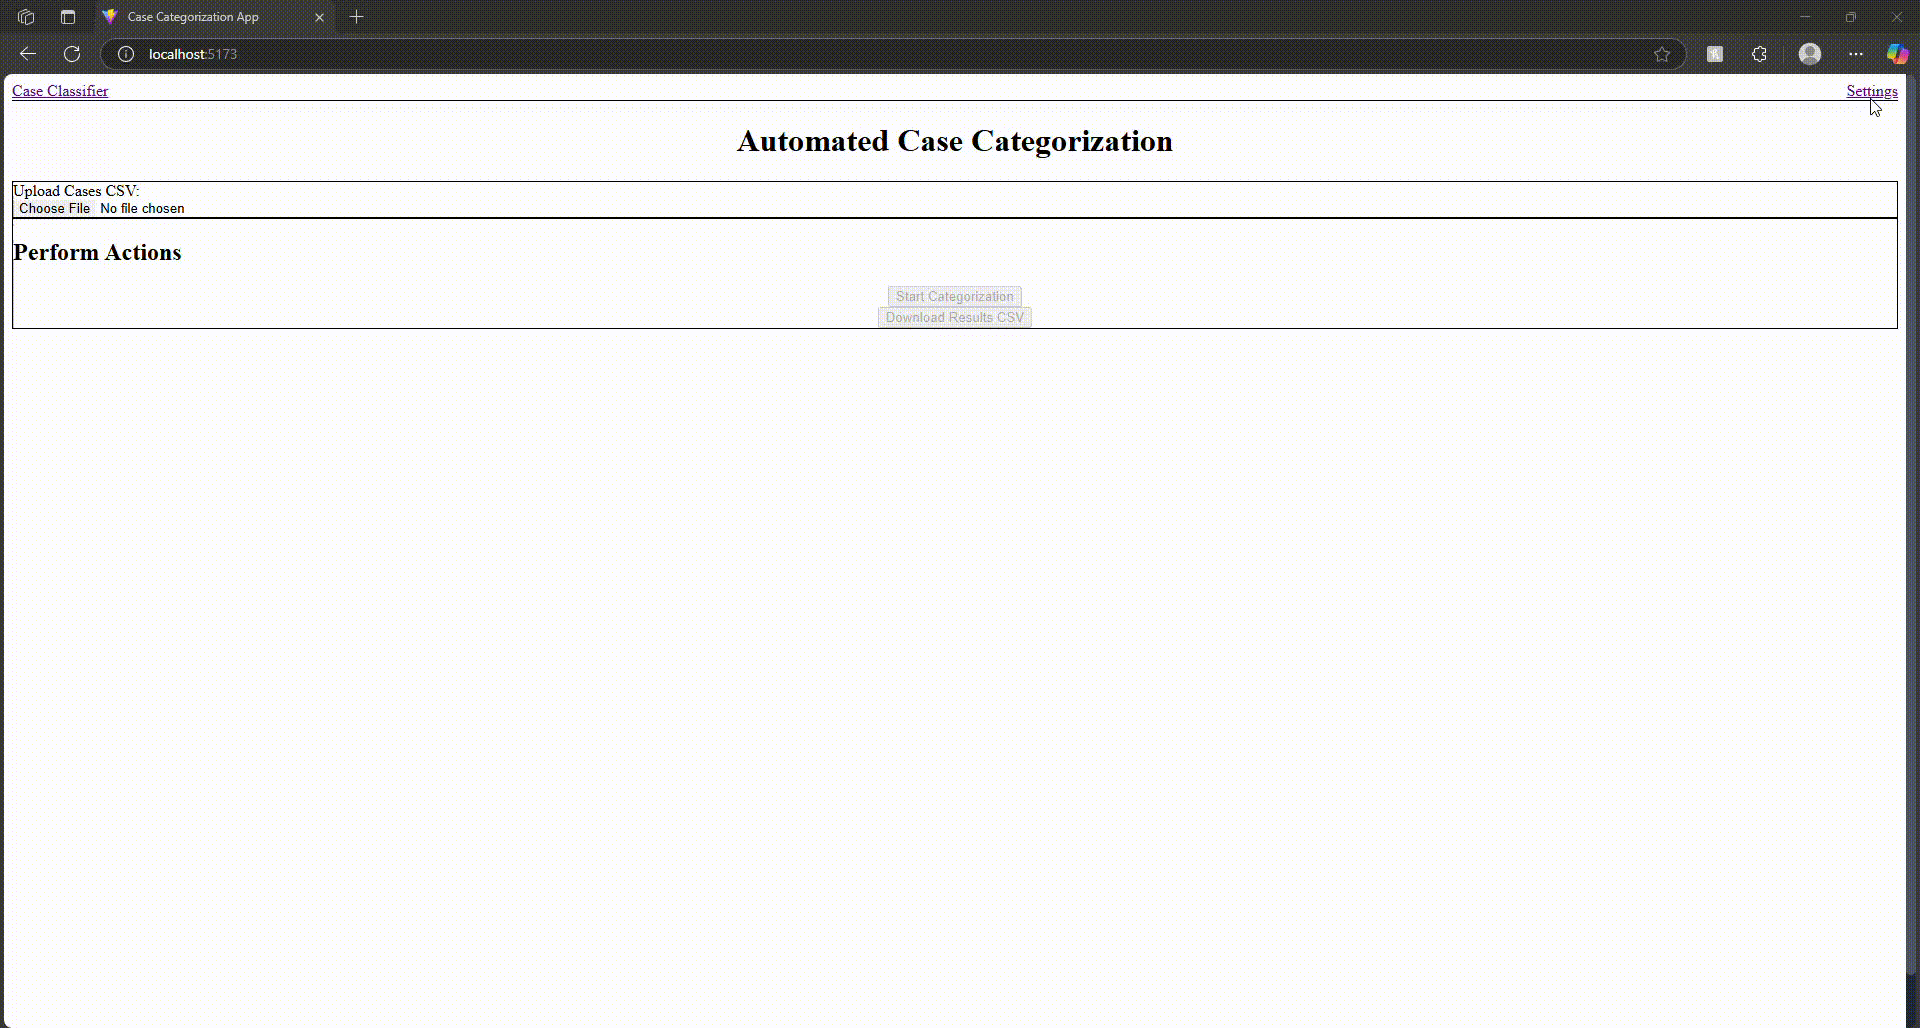 Case Categorization App
localhost:5173
Case Classifier
Settings
Automated Case Categorization
Upload Cases CSV:
Choose File No file chosen
Perform Actions
Start Categorization
Download Results CSV